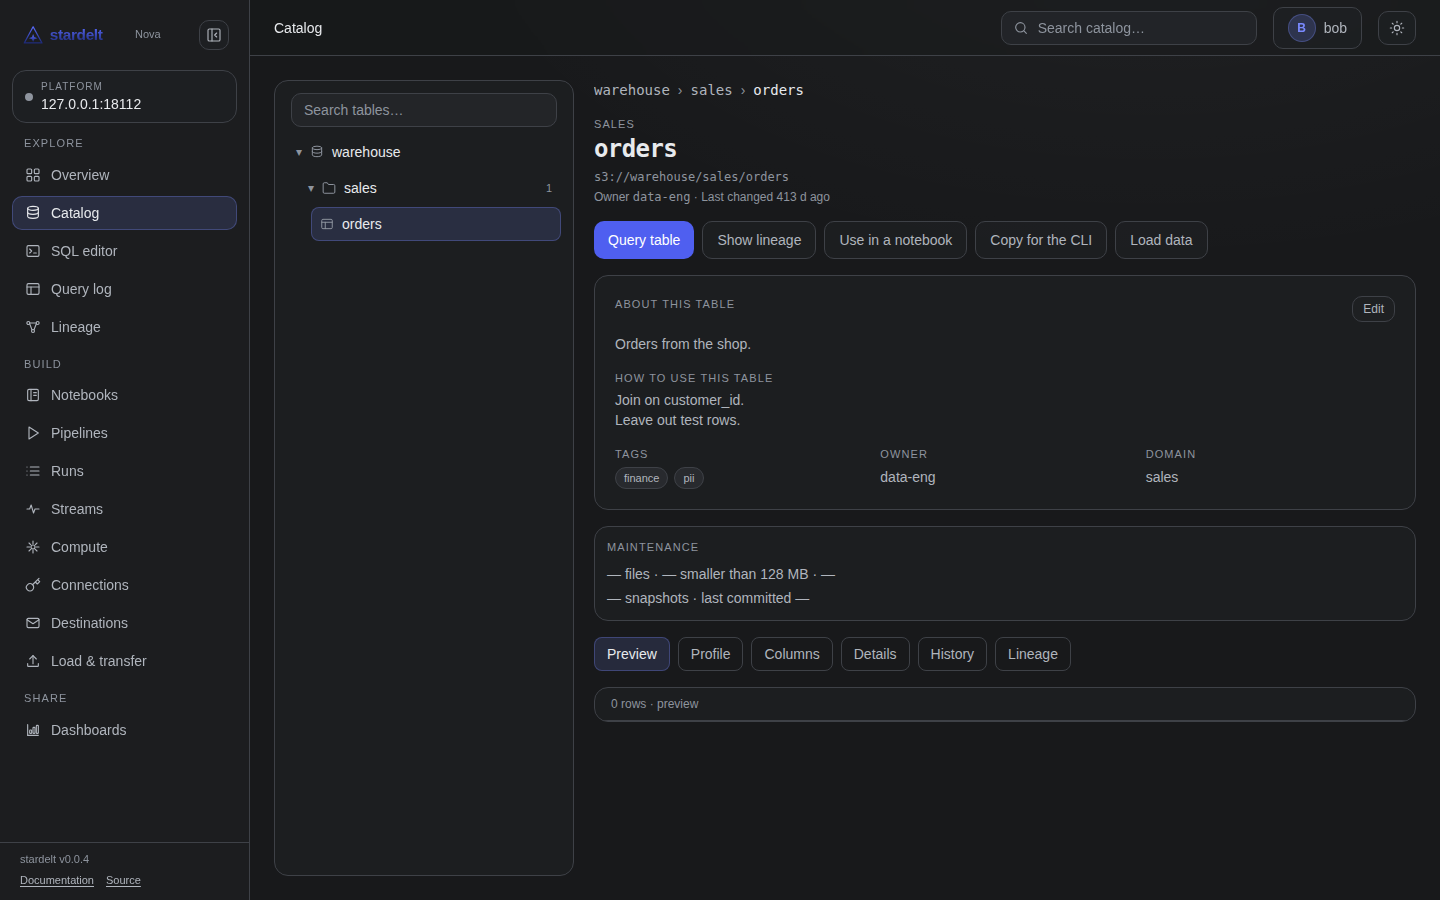 stardelt
Nova
PLATFORM
127.0.0.1:18112
EXPLORE
Overview
Catalog
SQL editor
Query log
Lineage
BUILD
Notebooks
Pipelines
Runs
Streams
Compute
Connections
Destinations
Load & transfer
SHARE
Dashboards
stardelt v0.0.4
Documentation Source
Catalog
Search catalog…
B bob
Search tables…
▾ warehouse
▾ sales 1
orders
warehouse › sales › orders
SALES
orders
s3://warehouse/sales/orders
Owner data-eng · Last changed 413 d ago
Query table Show lineage Use in a notebook Copy for the CLI Load data
ABOUT THIS TABLE
Edit
Orders from the shop.
HOW TO USE THIS TABLE
Join on customer_id.
Leave out test rows.
TAGS OWNER DOMAIN
finance pii data-eng sales
MAINTENANCE
— files · — smaller than 128 MB · —
— snapshots · last committed —
Preview Profile Columns Details History Lineage
0 rows · preview